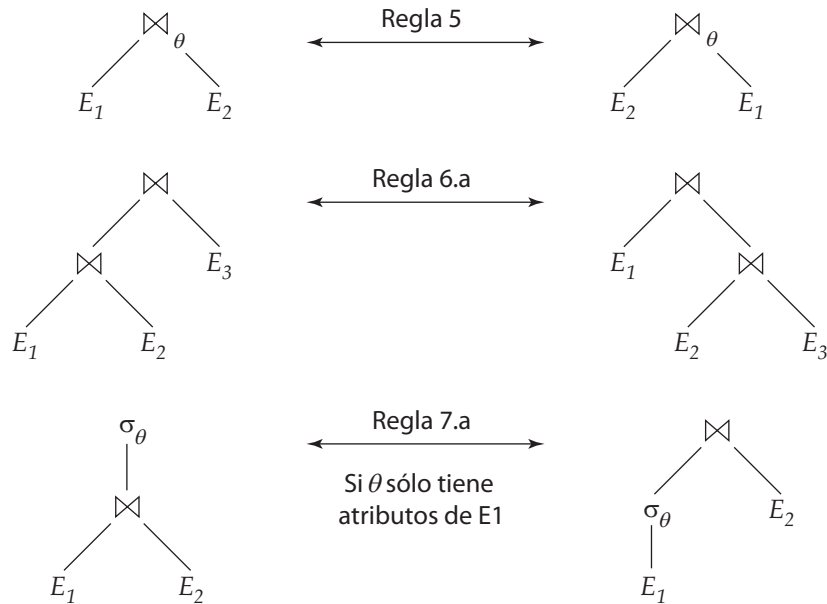 ⋈θ
Regla 5
⋈θ
E1 E2
E2 E1
⋈
Regla 6.a
⋈
⋈ E3
E1 ⋈
E1 E2
E2 E3
σθ
Regla 7.a
⋈
Si θ sólo tiene
atributos de E1
⋈
σθ E2
E1 E2
E1